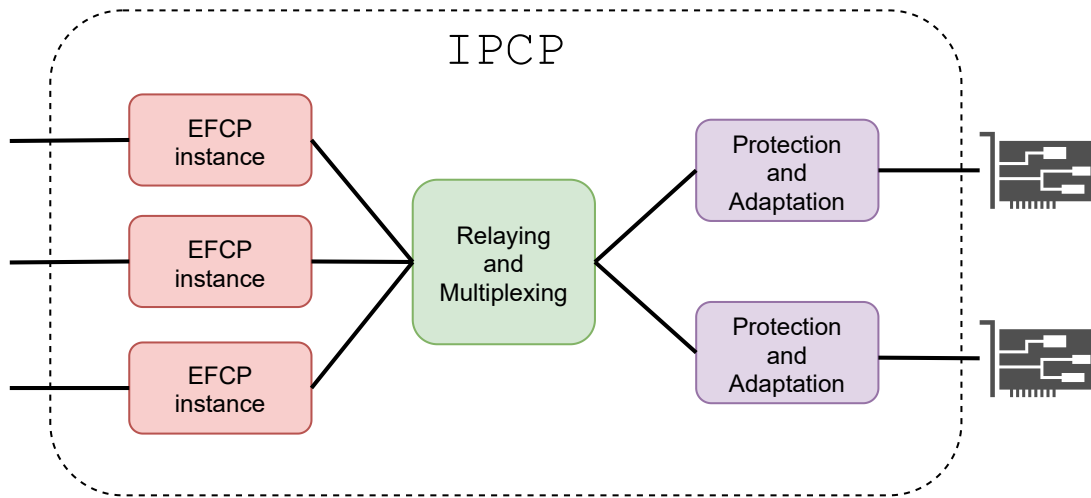 IPCP
EFCP
instance
EFCP
instance
EFCP
instance
Relaying
and
Multiplexing
Protection
and
Adaptation
Protection
and
Adaptation